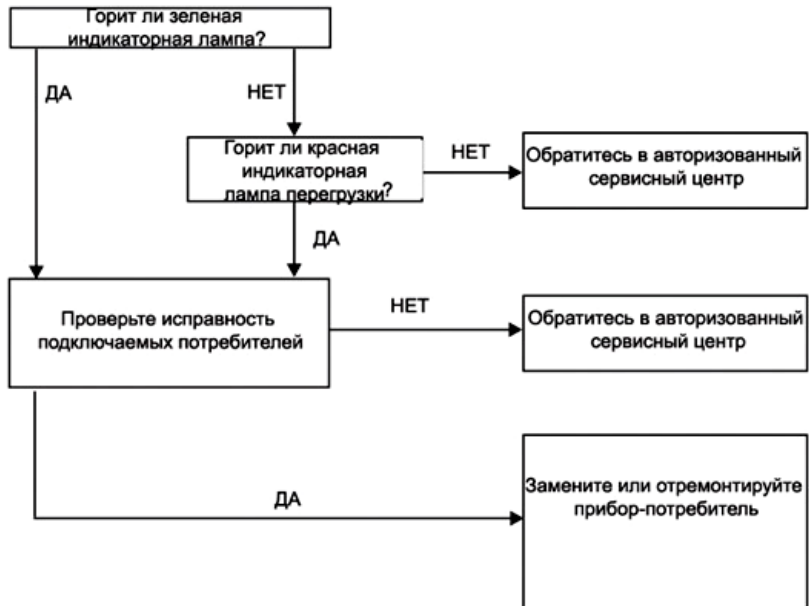 Горит ли зеленая
индикаторная лампа?
ДА
НЕТ
Горит ли красная
индикаторная
лампа перегрузки?
НЕТ
Обратитесь в авторизованный
сервисный центр
ДА
Проверьте исправность
подключаемых потребителей
НЕТ
Обратитесь в авторизованный
сервисный центр
ДА
Замените или отремонтируйте
прибор-потребитель